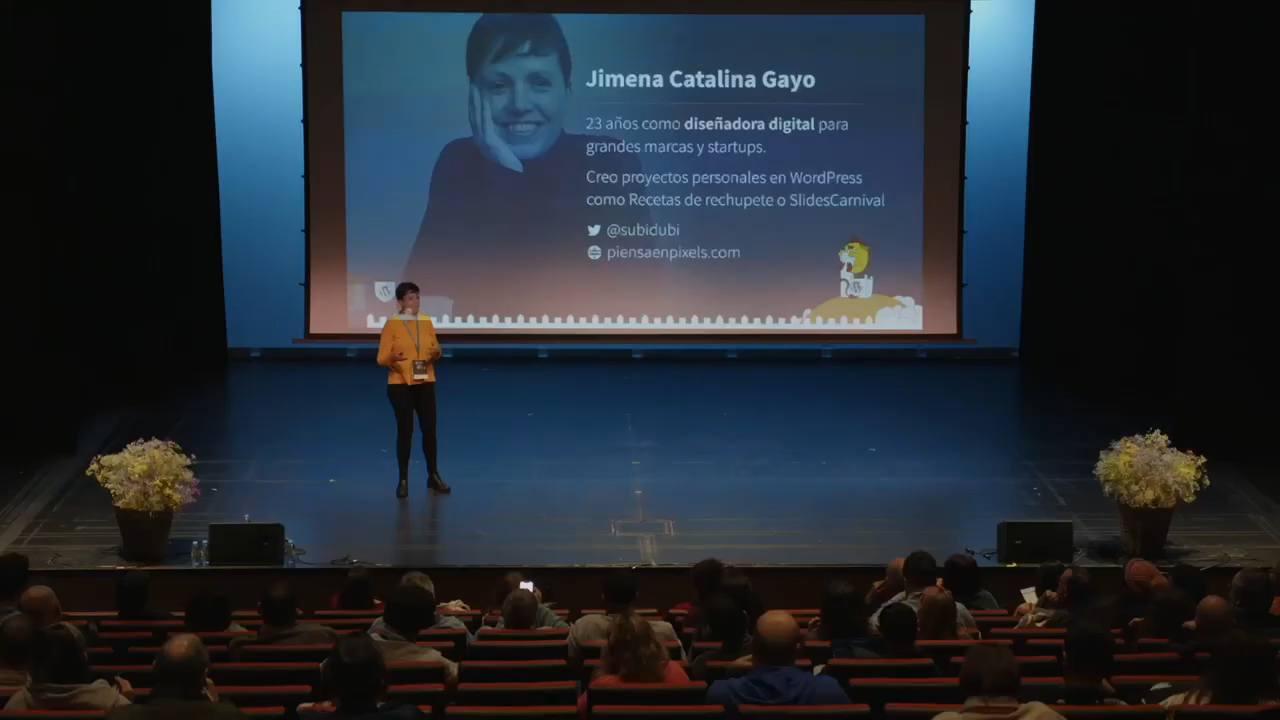 Jimena Catalina Gayo
23 años como diseñadora digital para
grandes marcas y startups.
Creo proyectos personales en WordPress
como Recetas de rechupete o SlidesCarnival
@subidubi
piensaenpixels.com